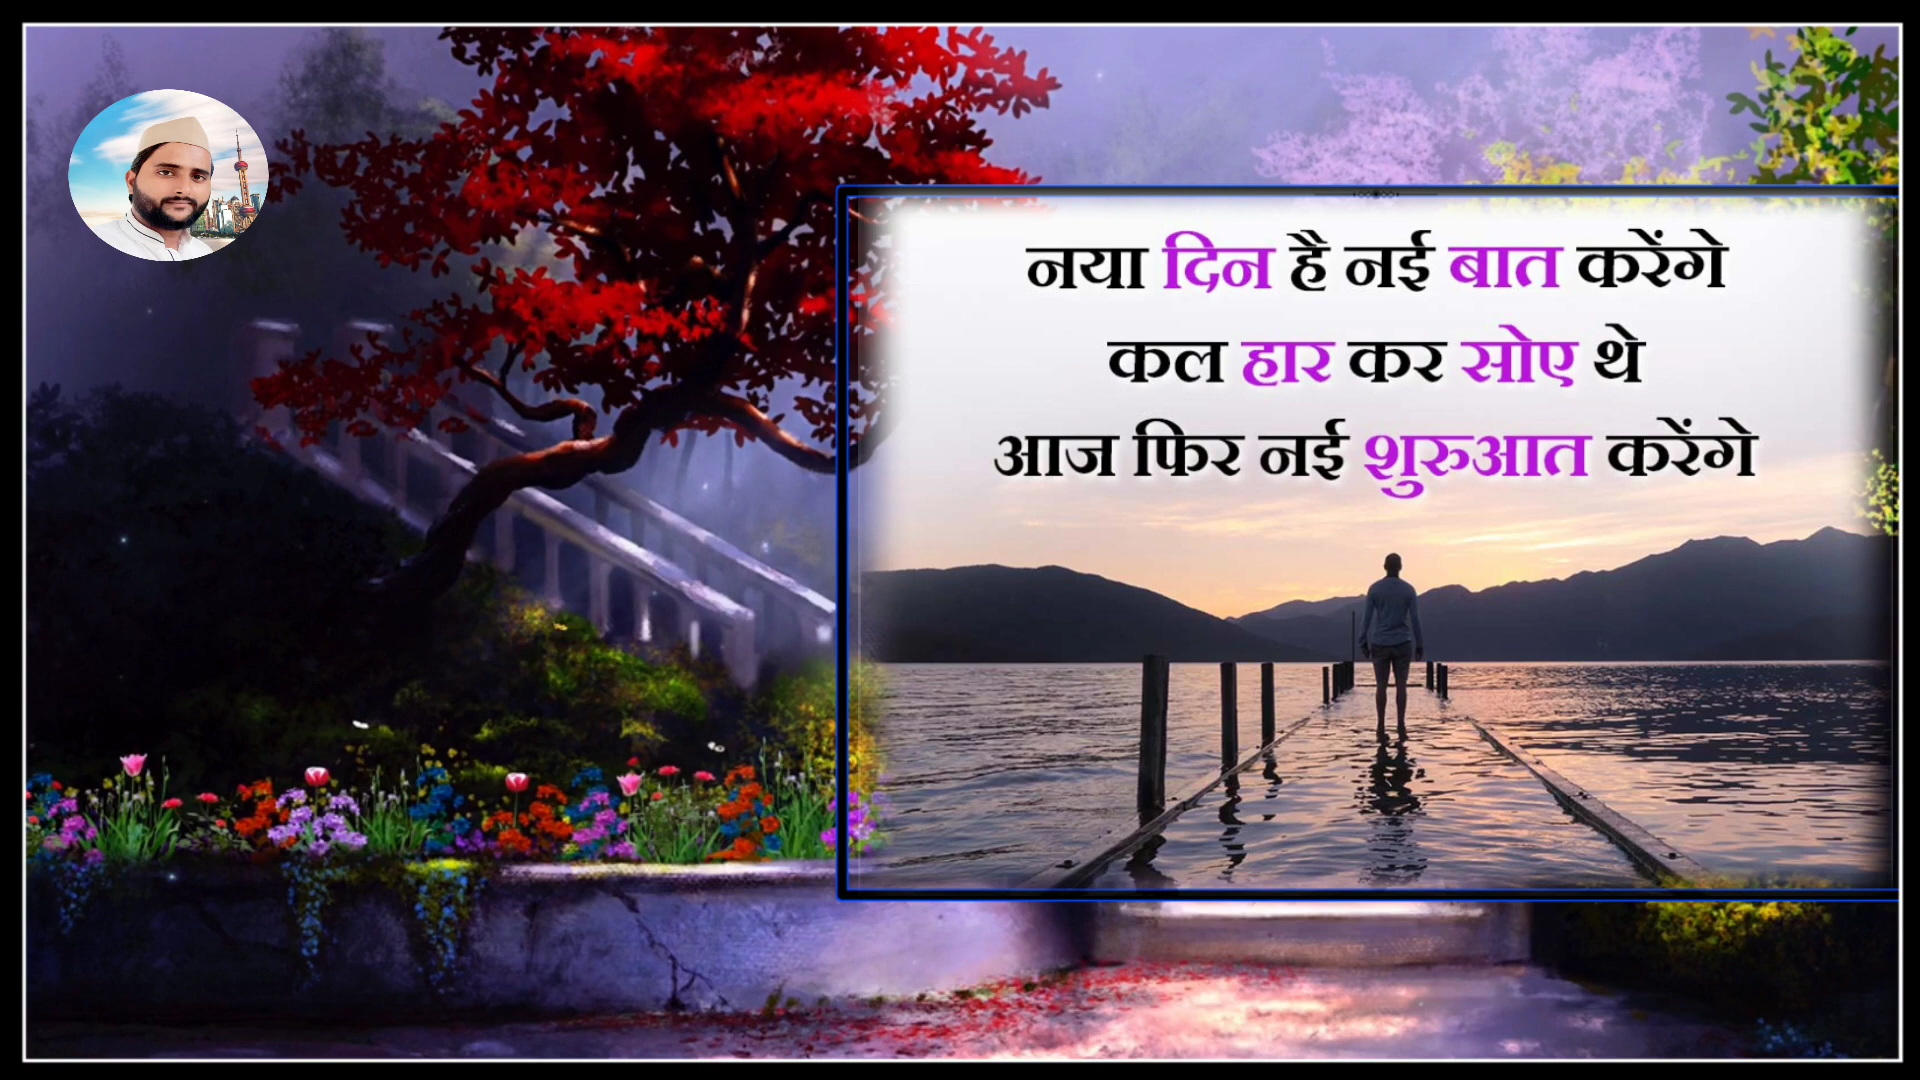 नया दिन है नई बात करेंगे
कल हार कर सोए थे
आज फिर नई शुरुआत करेंगे